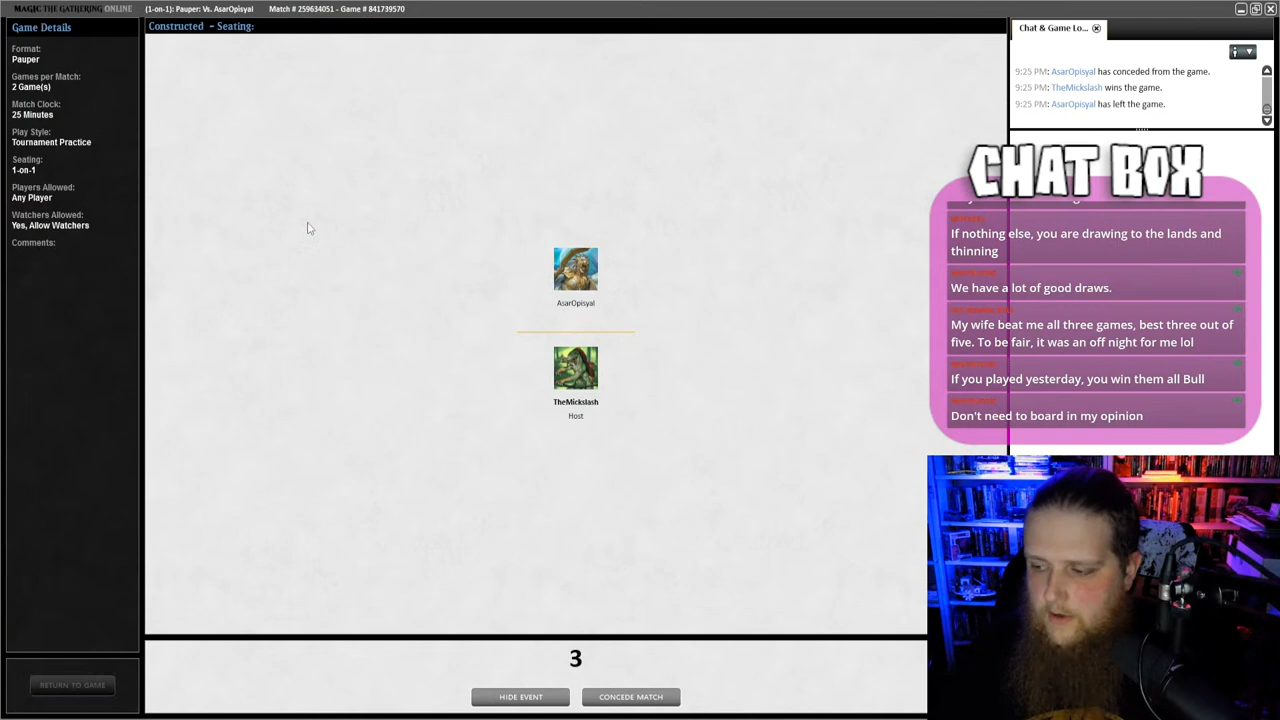 MAGIC THE GATHERING ONLINE
(1-on-1): Pauper: Vs. AsarOpisyal
Match # 259634051 - Game # 841739570
Game Details
Format:
Pauper
Games per Match:
2 Game(s)
Match Clock:
25 Minutes
Play Style:
Tournament Practice
Seating:
1-on-1
Players Allowed:
Any Player
Watchers Allowed:
Yes, Allow Watchers
Comments:
RETURN TO GAME
Constructed - Seating:
AsarOpisyal
TheMickslash
Host
3
HIDE EVENT
CONCEDE MATCH
Chat & Game Lo...
9:25 PM: AsarOpisyal has conceded from the game.
9:25 PM: TheMickslash wins the game.
9:25 PM: AsarOpisyal has left the game.
CHAT BOX
If nothing else, you are drawing to the lands and
thinning
We have a lot of good draws.
My wife beat me all three games, best three out of
five. To be fair, it was an off night for me lol
If you played yesterday, you win them all Bull
Don't need to board in my opinion